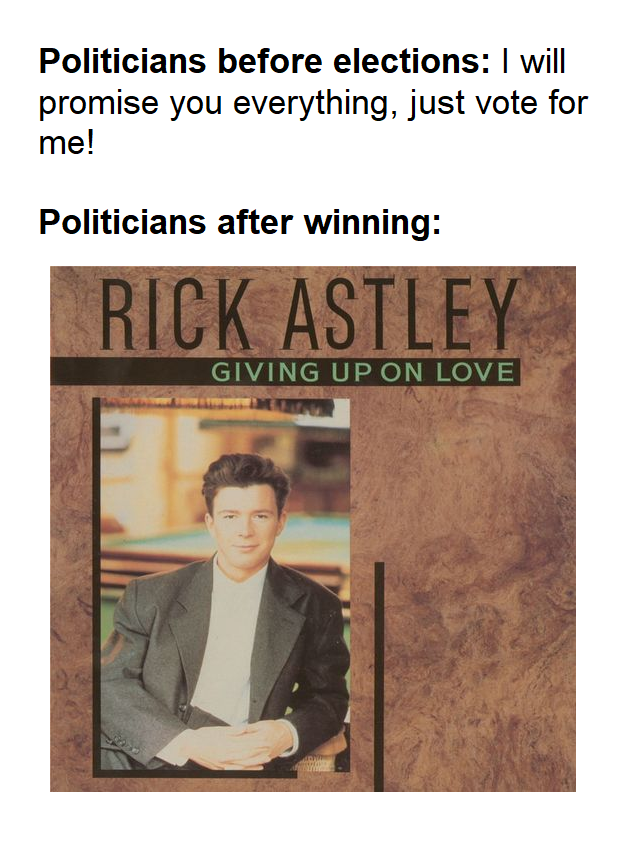 Politicians before elections: I will
promise you everything, just vote for
me!
Politicians after winning:
RICK ASTLEY
GIVING UP ON LOVE